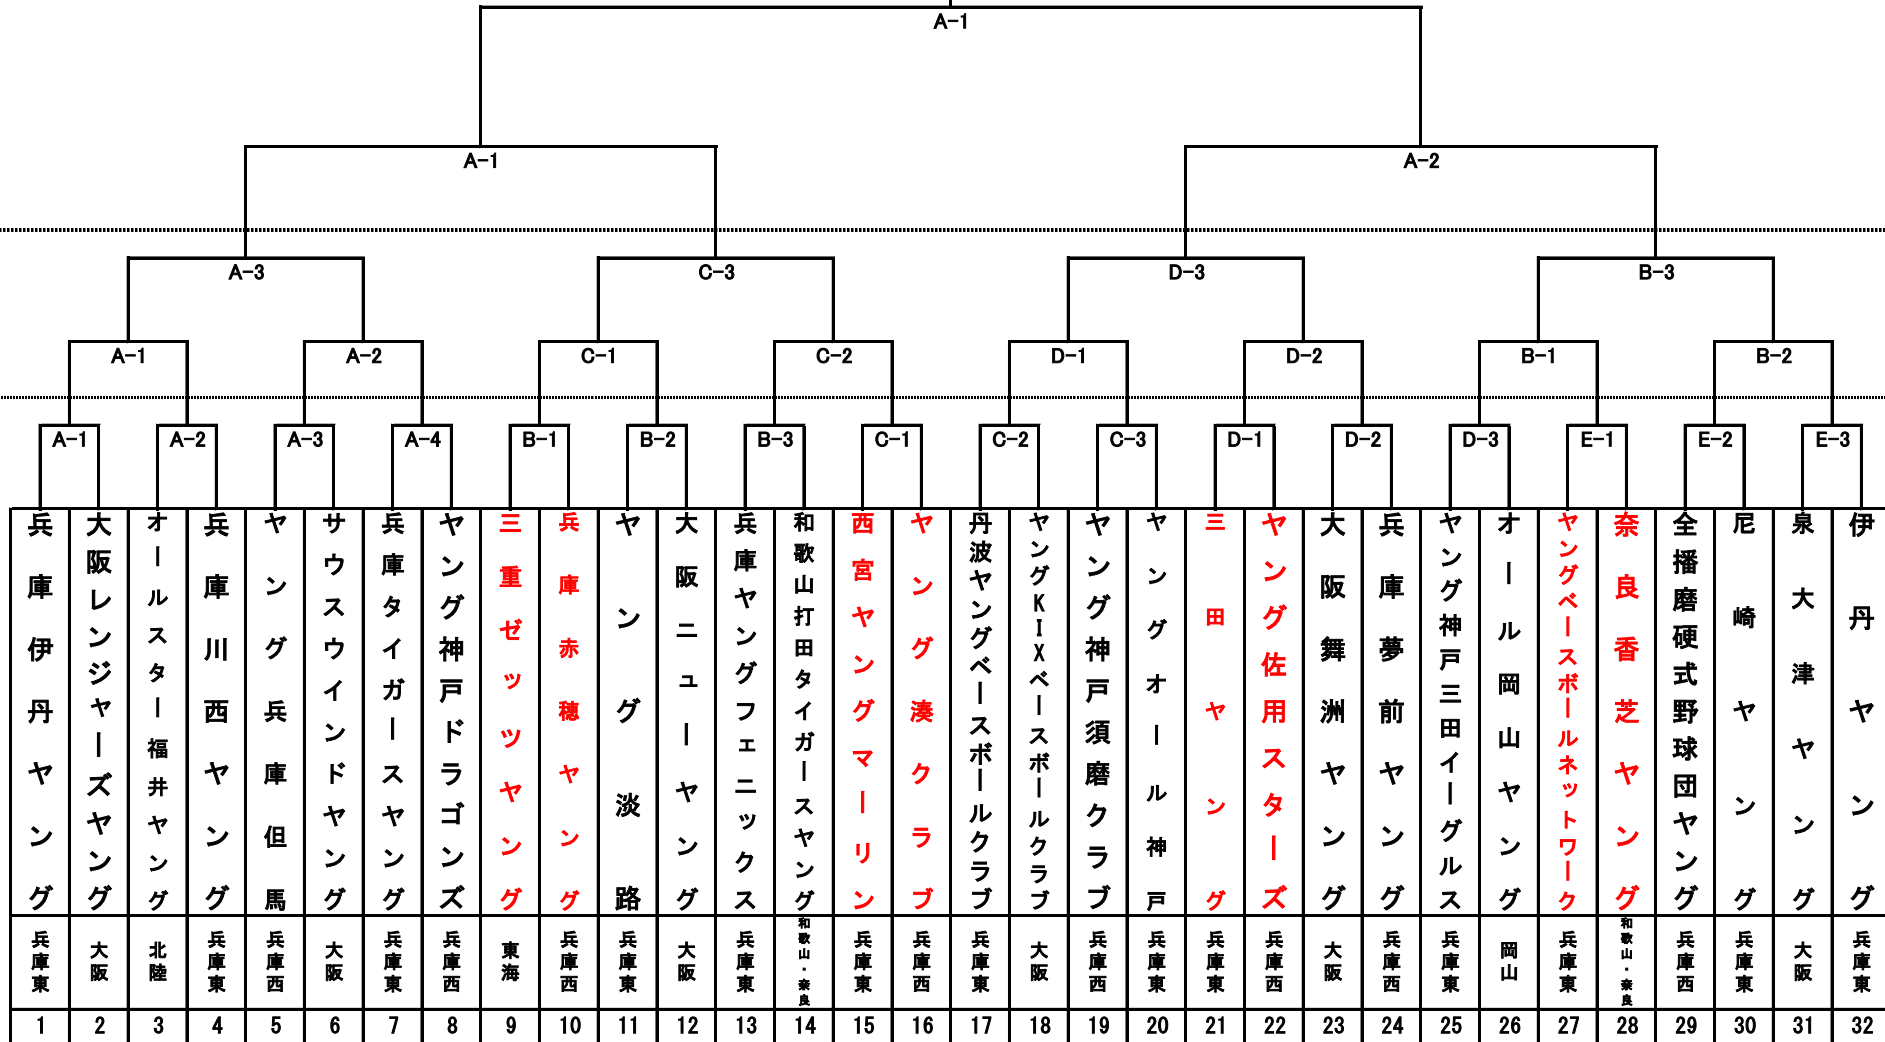 A-1
A-1
A-2
A-3
C-3
D-3
B-3
A-1
A-2
C-1
C-2
D-1
D-2
B-1
B-2
A-1
A-2
A-3
A-4
B-1
B-2
B-3
C-1
C-2
C-3
D-1
D-2
D-3
E-1
E-2
E-3
兵庫伊丹ヤング
大阪レンジャーズヤング
オールスター福井ヤング
兵庫川西ヤング
ヤング兵庫但馬
サウスウインドヤング
兵庫タイガースヤング
ヤング神戸ドラゴンズ
三重ゼッツヤング
兵庫赤穂ヤング
ヤング淡路
大阪ニューヤング
兵庫ヤングフェニックス
和歌山打田タイガースヤング
西宮ヤングマーリン
ヤング湊クラブ
丹波ヤングベースボールクラブ
ヤングKIXベースボールクラブ
ヤング神戸須磨クラブ
ヤングオール神戸
三田ヤング
ヤング佐用スターズ
大阪舞洲ヤング
兵庫夢前ヤング
ヤング神戸三田イーグルス
オール岡山ヤング
ヤングベースボールネットワーク
奈良香芝ヤング
全播磨硬式野球団ヤング
尼崎ヤング
泉大津ヤング
伊丹ヤング
兵庫東
大阪
北陸
兵庫東
兵庫西
大阪
兵庫東
兵庫西
東海
兵庫西
兵庫東
大阪
兵庫東
和歌山・奈良
兵庫東
兵庫西
兵庫東
大阪
兵庫西
兵庫東
兵庫東
兵庫西
大阪
兵庫西
兵庫東
岡山
兵庫東
和歌山・奈良
兵庫西
兵庫東
大阪
兵庫東
1
2
3
4
5
6
7
8
9
10
11
12
13
14
15
16
17
18
19
20
21
22
23
24
25
26
27
28
29
30
31
32